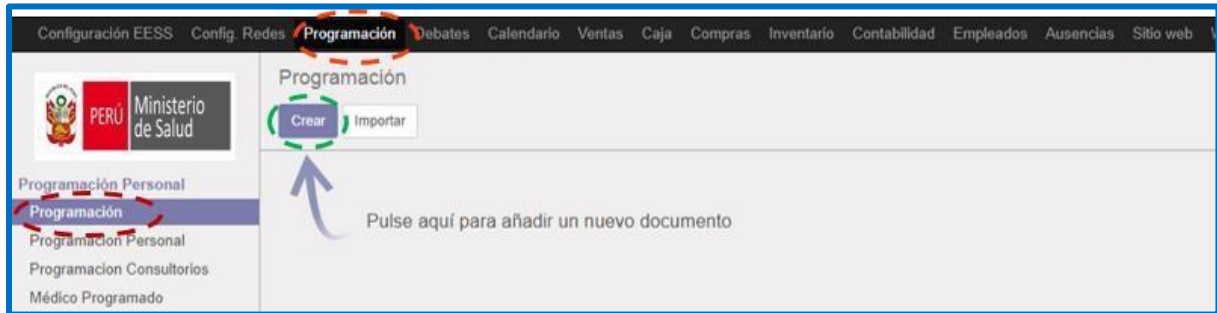 Configuración EESS Config. Redes Programación Debates Calendario Ventas Caja Compras Inventario Contabilidad Empleados Ausencias Sitio web
PERÚ
Ministerio
de Salud
Programación
Crear Importar
Programación Personal
Programación
Programacion Personal
Programacion Consultorios
Médico Programado
Pulse aquí para añadir un nuevo documento